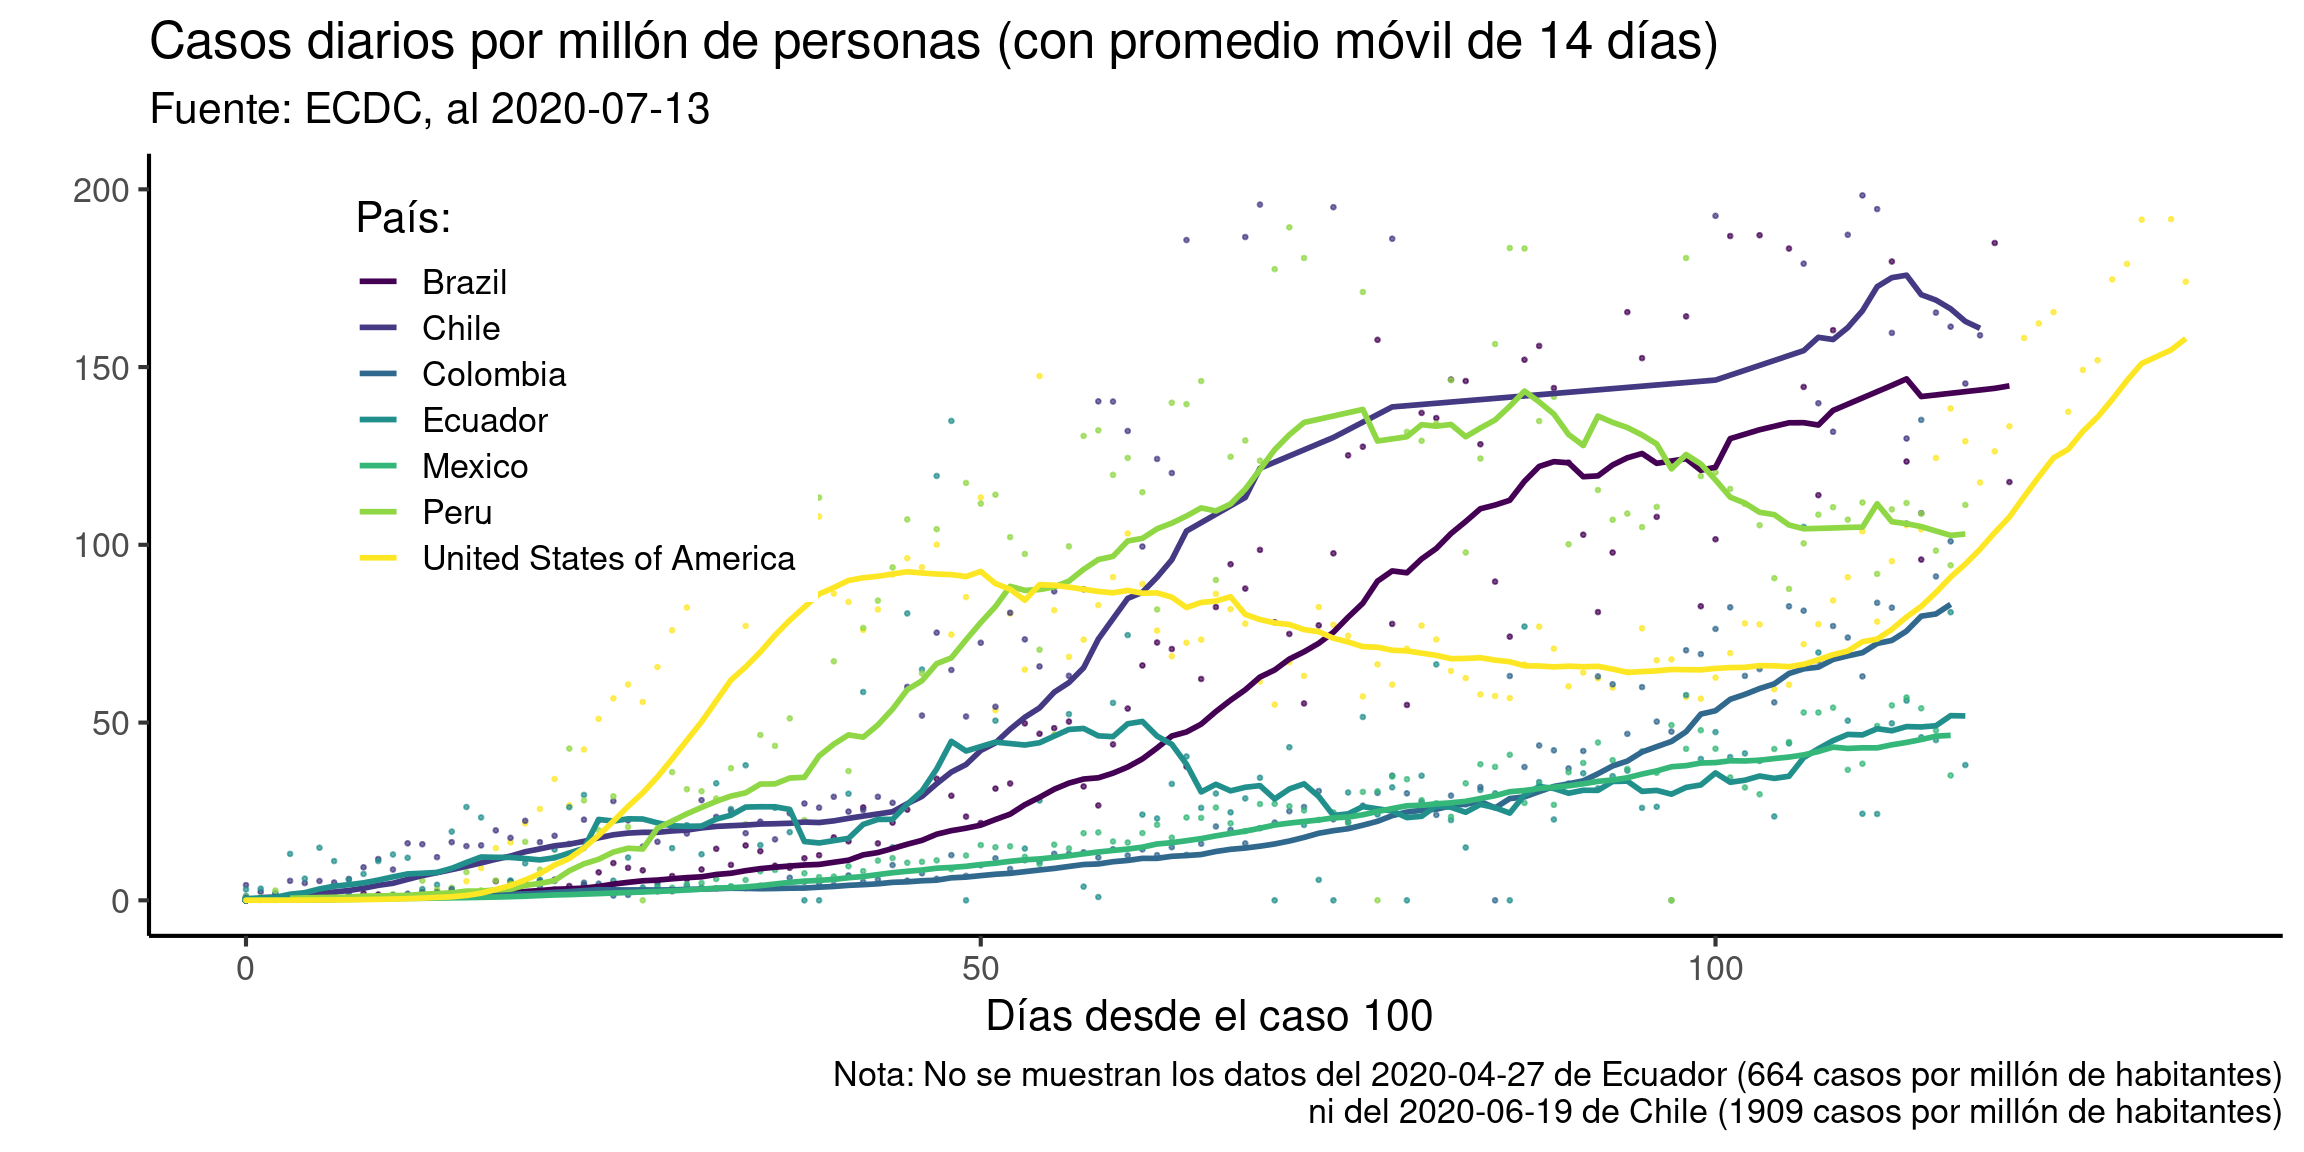 Casos diarios por millón de personas (con promedio móvil de 14 días)
Fuente: ECDC, al 2020-07-13
200
150
100
50
0
País:
Brazil
Chile
Colombia
Ecuador
Mexico
Peru
United States of America
0 50 100
Días desde el caso 100
Nota: No se muestran los datos del 2020-04-27 de Ecuador (664 casos por millón de habitantes)
ni del 2020-06-19 de Chile (1909 casos por millón de habitantes)